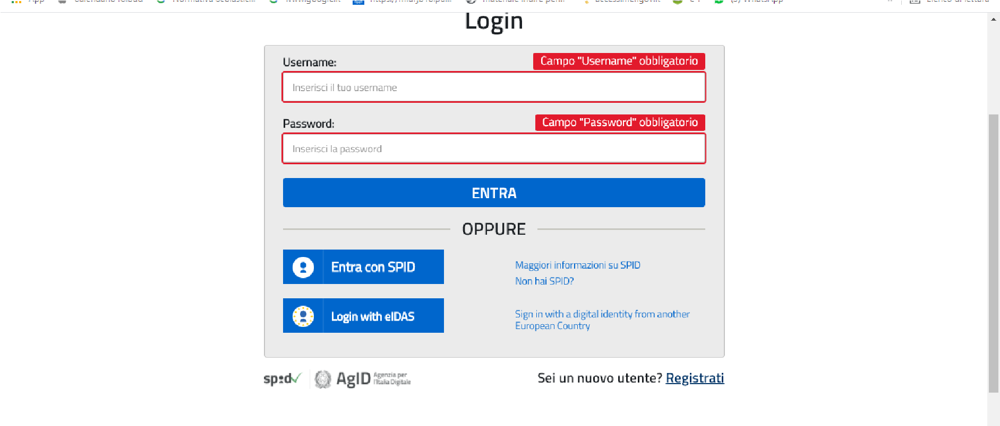 Login
Username:
Campo "Username" obbligatorio
Inserisci il tuo username
Password:
Campo "Password" obbligatorio
Inserisci la password
ENTRA
OPPURE
Entra con SPID
Maggiori informazioni su SPID
Non hai SPID?
Login with eIDAS
Sign in with a digital identity from another
European Country
spid
AgID Agenzia per
l'Italia Digitale
Sei un nuovo utente? Registrati